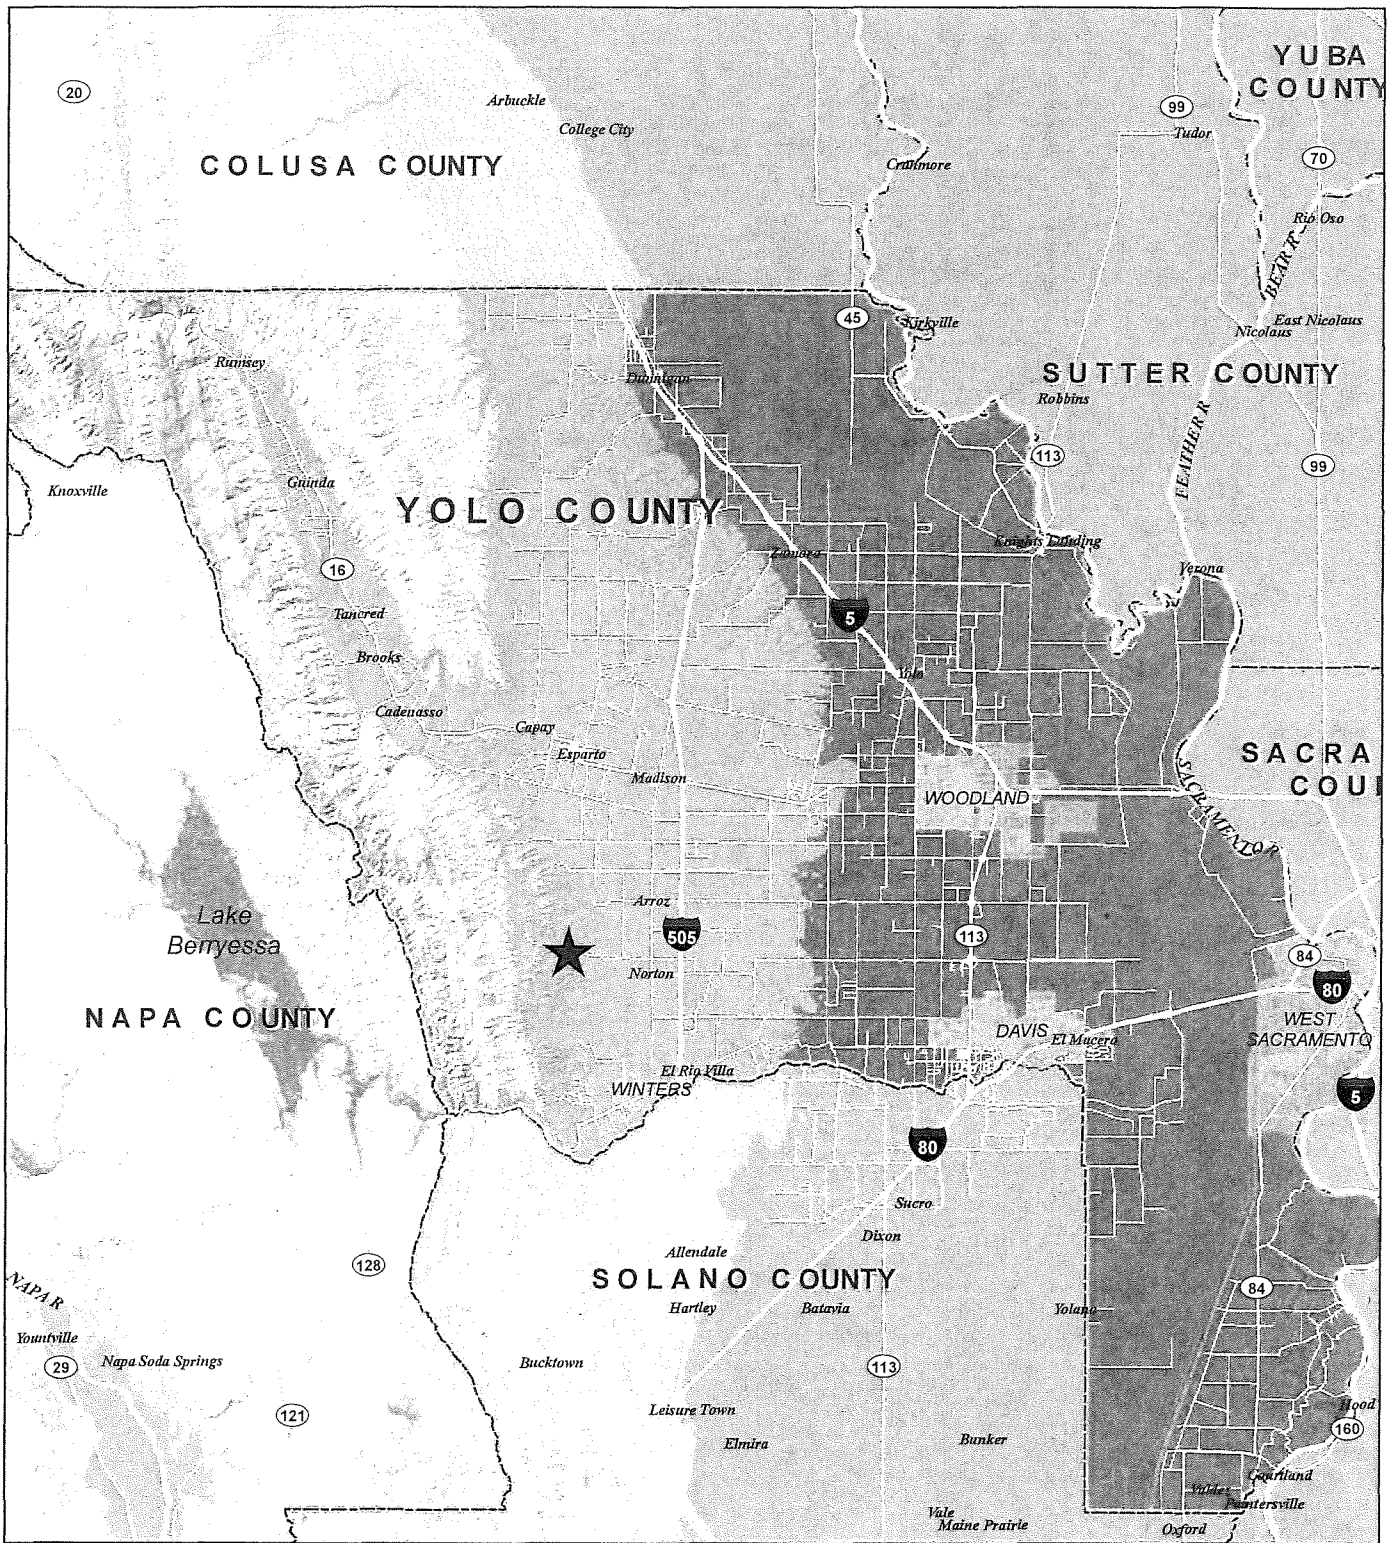 YUBA
COUNTY
20
Arbuckle
99
College City
Tudor
COLUSA COUNTY
Cranmore
70
Rio Oso
BEAR R
45
Kirkville
East Nicolaus
Nicolaus
Rumsey
SUTTER COUNTY
Dunnigan
Robbins
FEATHER R
113
99
Knoxville
Guinda
YOLO COUNTY
Knights Landing
Zamora
16
Verona
Tancred
5
Brooks
Yolo
Cadenasso
Capay
Esparto
SACRA
COU
Madison
WOODLAND
SACRAMENTO R
Arroz
Lake
Berryessa
505
113
84
Norton
80
NAPA COUNTY
WEST
SACRAMENTO
DAVIS
El Macero
El Rio Villa
WINTERS
5
80
Sucro
Dixon
Allendale
128
SOLANO COUNTY
84
NAPA R
Hartley
Batavia
Yolano
Yountville
29
Napa Soda Springs
Bucktown
113
121
Leisure Town
Hood
160
Elmira
Bunker
Courtland
Valdez
Paintersville
Vale
Maine Prairie
Oxford